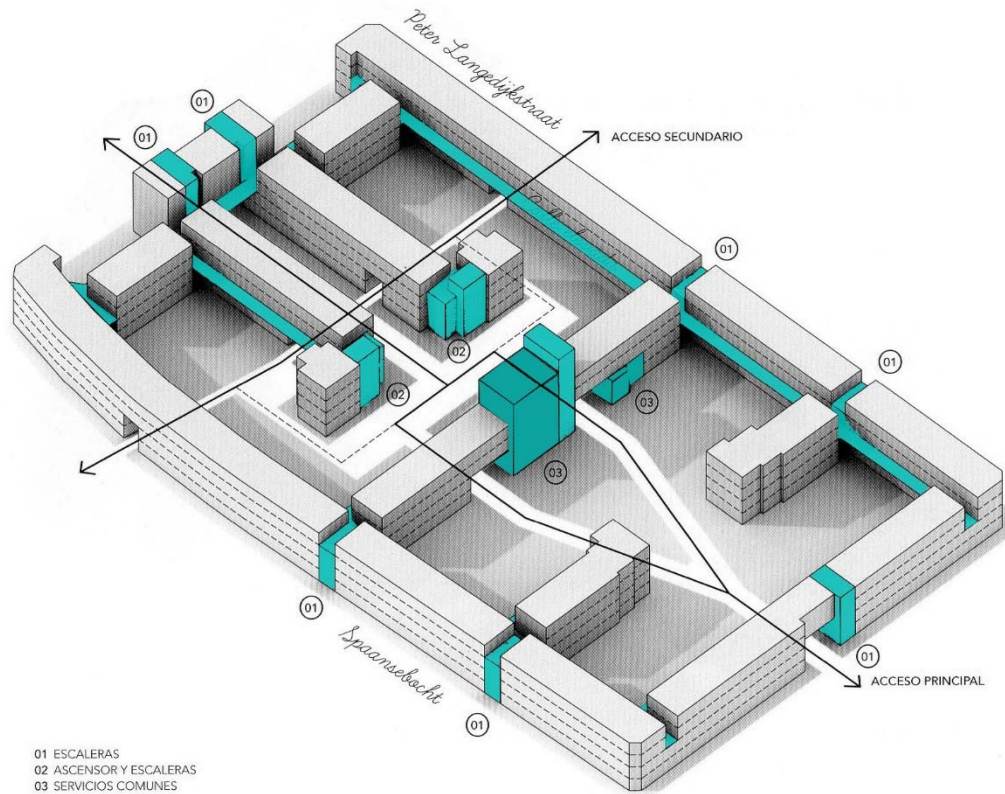 Peter Langedijkstraat
01
01
ACCESO SECUNDARIO
01
02
01
02
03
03
01
Spaansebocht
01
01
ACCESO PRINCIPAL
01 ESCALERAS
02 ASCENSOR Y ESCALERAS
03 SERVICIOS COMUNES